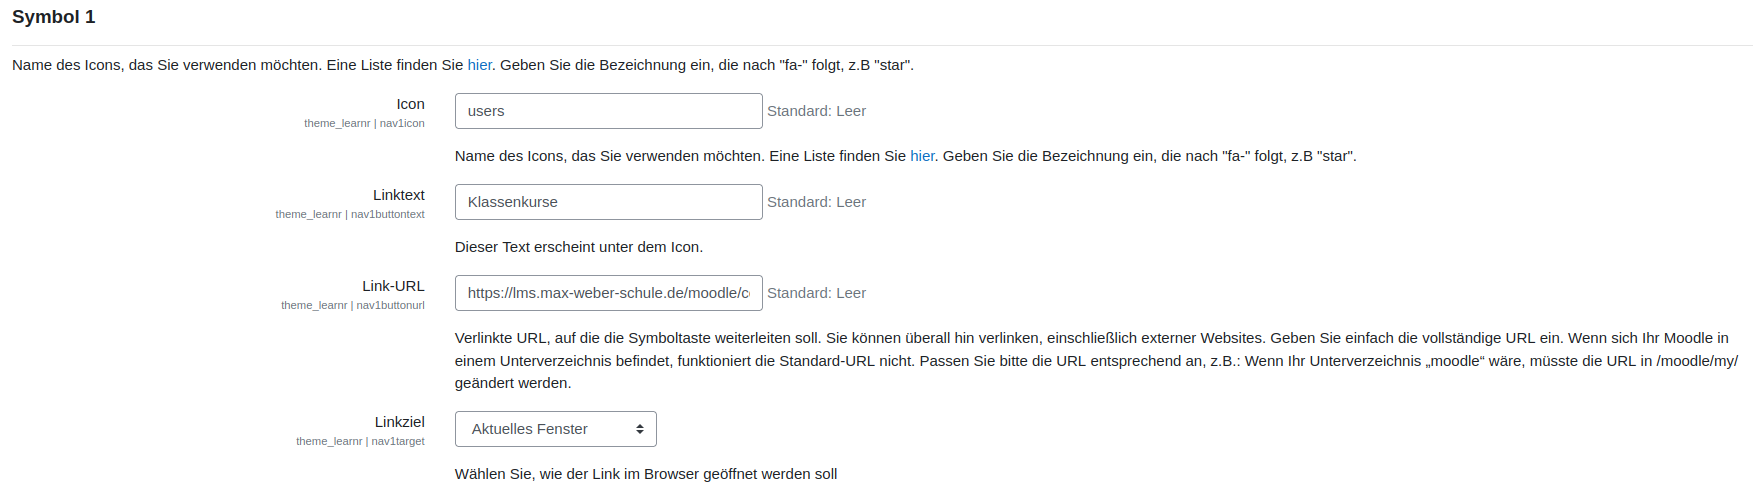 Symbol 1
Name des Icons, das Sie verwenden möchten. Eine Liste finden Sie hier. Geben Sie die Bezeichnung ein, die nach "fa-" folgt, z.B "star".
Icon
theme_learnr | nav1icon
users
Standard: Leer
Name des Icons, das Sie verwenden möchten. Eine Liste finden Sie hier. Geben Sie die Bezeichnung ein, die nach "fa-" folgt, z.B "star".
Linktext
theme_learnr | nav1buttontext
Klassenkurse
Standard: Leer
Dieser Text erscheint unter dem Icon.
Link-URL
theme_learnr | nav1buttonurl
https://lms.max-weber-schule.de/moodle/c
Standard: Leer
Verlinkte URL, auf die die Symboltaste weiterleiten soll. Sie können überall hin verlinken, einschließlich externer Websites. Geben Sie einfach die vollständige URL ein. Wenn sich Ihr Moodle in
einem Unterverzeichnis befindet, funktioniert die Standard-URL nicht. Passen Sie bitte die URL entsprechend an, z.B.: Wenn Ihr Unterverzeichnis „moodle“ wäre, müsste die URL in /moodle/my/
geändert werden.
Linkziel
theme_learnr | nav1target
Aktuelles Fenster
Wählen Sie, wie der Link im Browser geöffnet werden soll